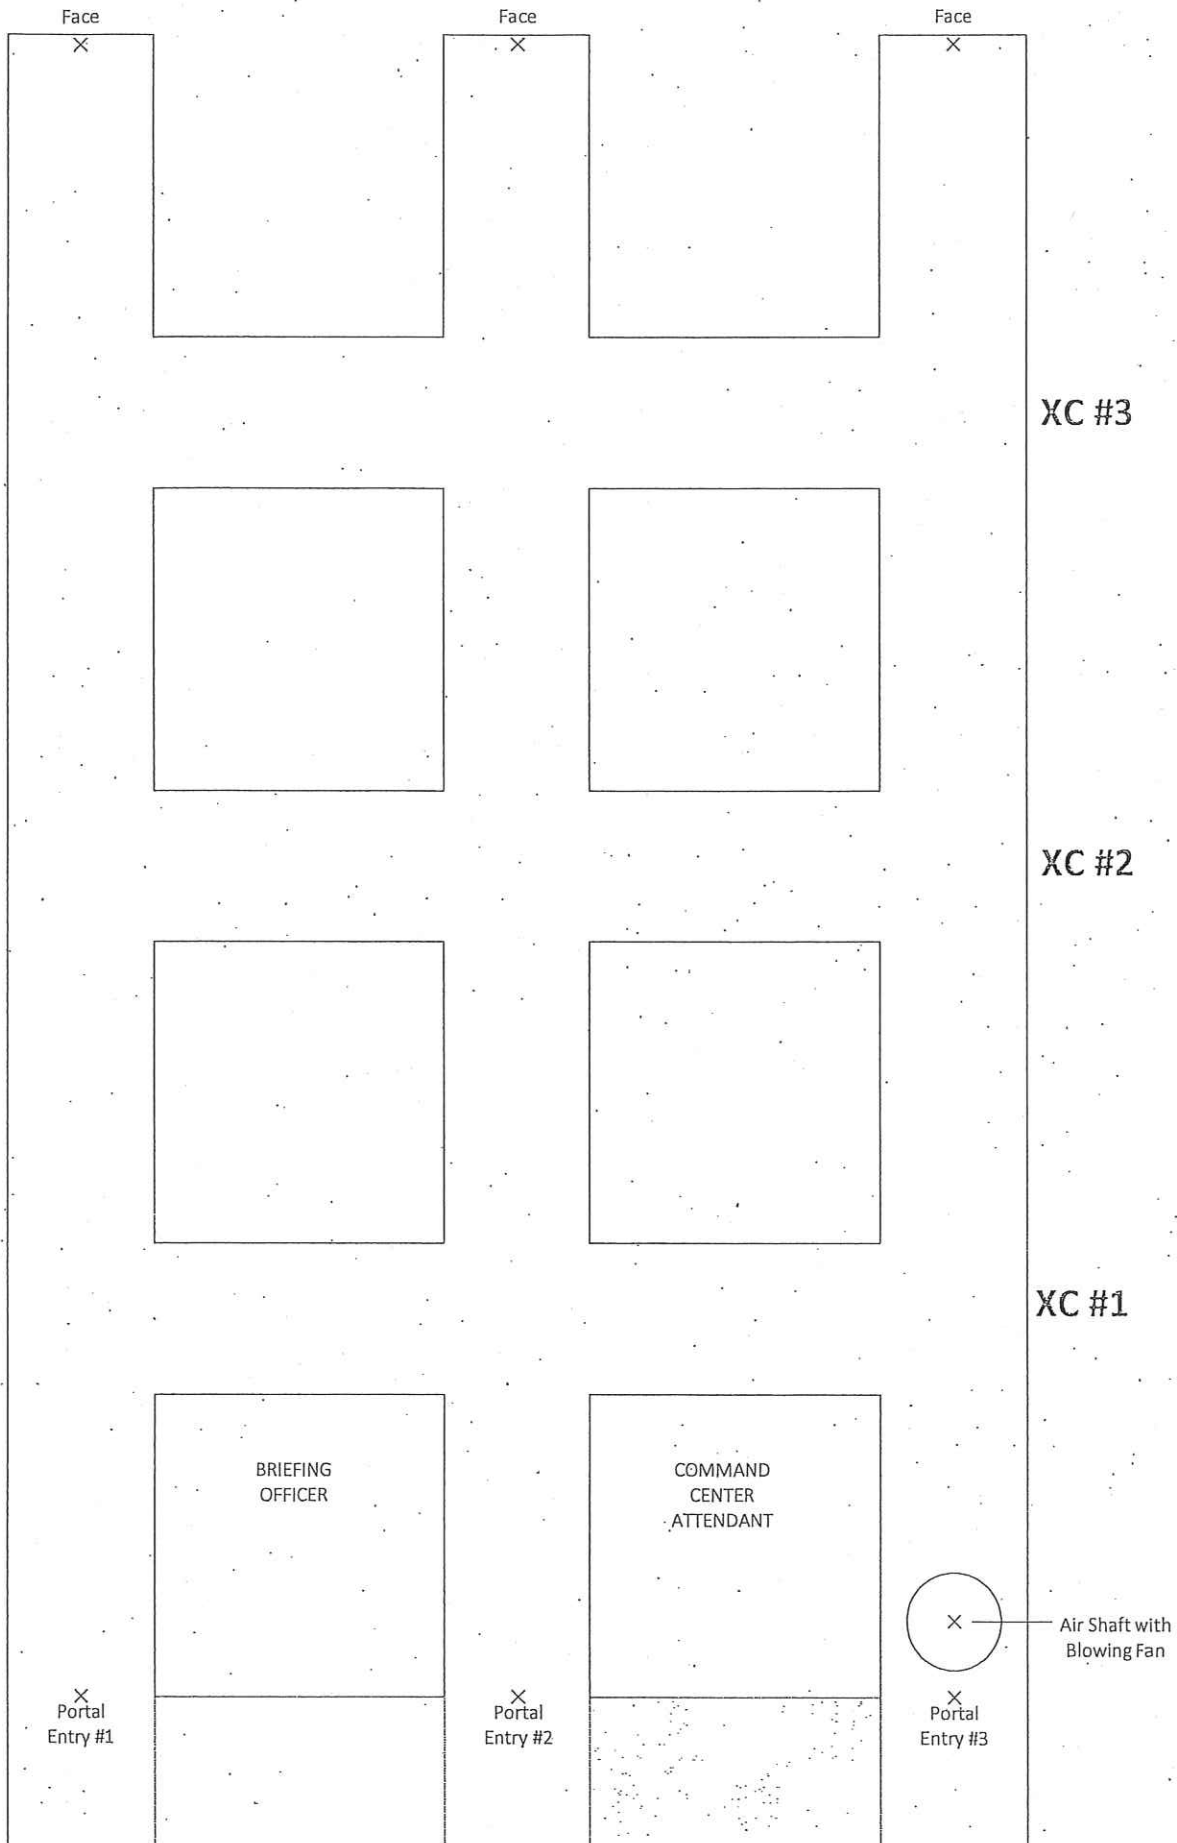 Face
Face
Face
XC #3
XC #2
XC #1
BRIEFING
OFFICER
COMMAND
CENTER
ATTENDANT
Air Shaft with
Blowing Fan
Portal
Entry #1
Portal
Entry #2
Portal
Entry #3